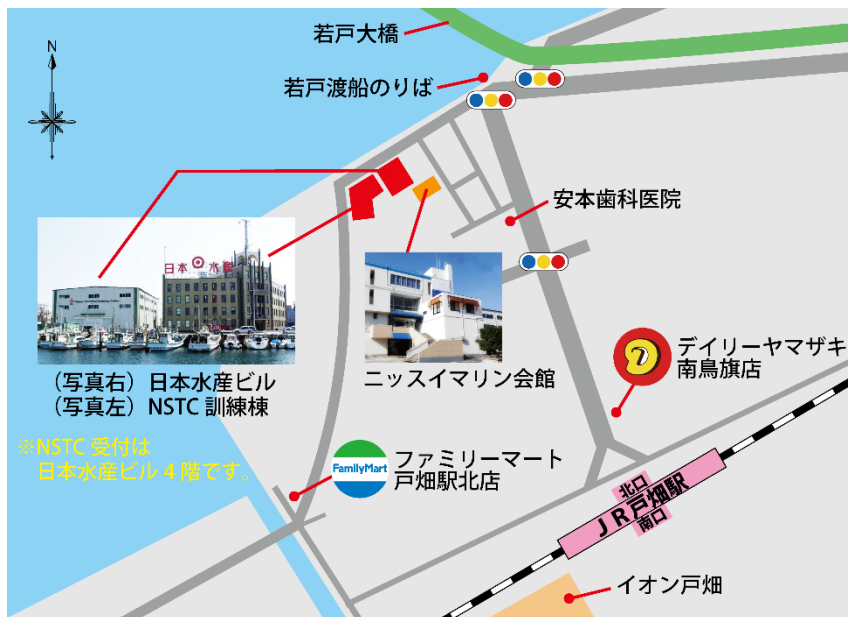 若戸大橋
N
若戸渡船のりば
安本歯科医院
日本水産
デイリーヤマザキ
南鳥旗店
ニッスイマリン会館
（写真右）日本水産ビル
（写真左）NSTC 訓練棟
※NSTC 受付は
日本水産ビル 4 階です。
FamilyMart
ファミリーマート
戸畑駅北店
北口
ＪＲ戸畑駅
南口
イオン戸畑